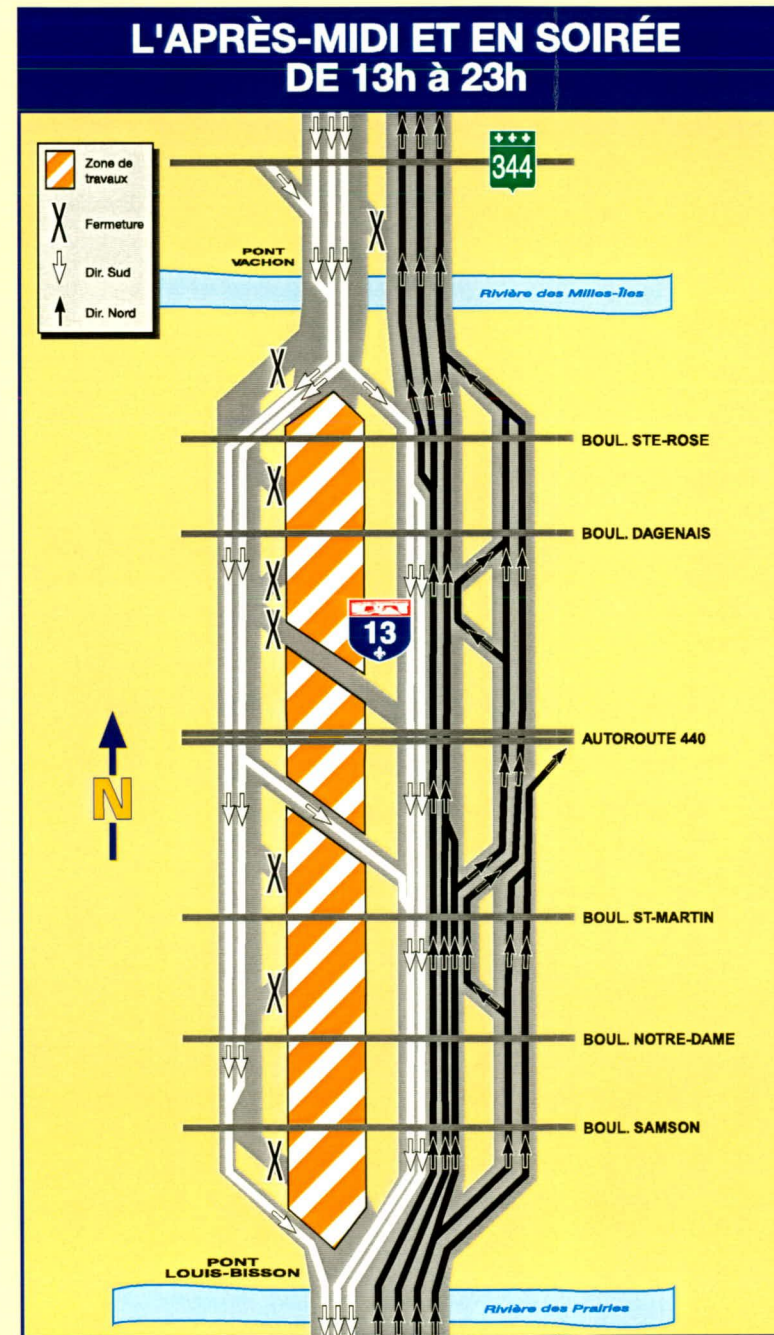 L'APRÈS-MIDI ET EN SOIRÉE
DE 13h à 23h
344
Zone de
travaux
X Fermeture
Dir. Sud
Dir. Nord
PONT
VACHON
X
Rivière des Milles-Îles
X
BOUL. STE-ROSE
X
BOUL. DAGENAIS
X
X
13
AUTOROUTE 440
N
X
BOUL. ST-MARTIN
X
BOUL. NOTRE-DAME
BOUL. SAMSON
X
PONT
LOUIS-BISSON
Rivière des Prairies